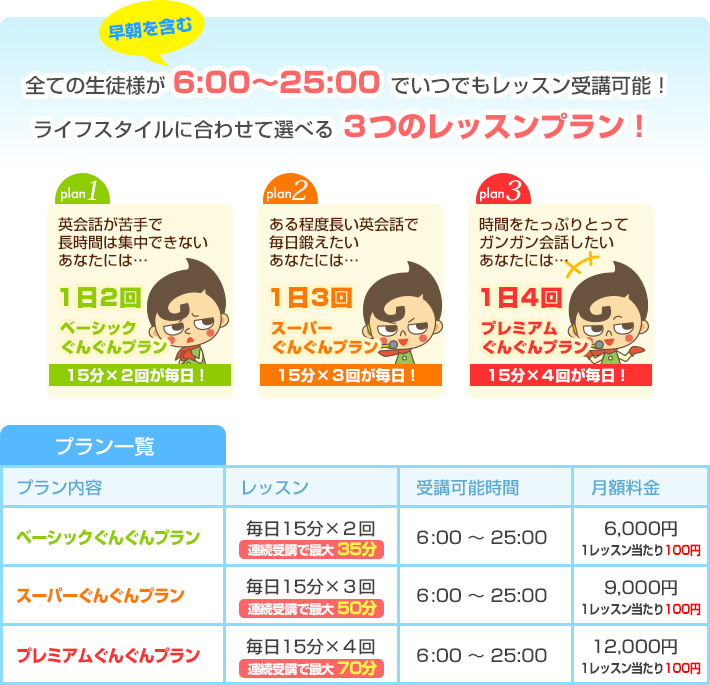 早朝を含む
全ての生徒様が 6:00〜25:00 でいつでもレッスン受講可能！
ライフスタイルに合わせて選べる 3つのレッスンプラン！
plan1
英会話が苦手で
長時間は集中できない
あなたには…
1日2回
ベーシック
ぐんぐんプラン
15分×2回が毎日！
plan2
ある程度長い英会話で
毎日鍛えたい
あなたには…
1日3回
スーパー
ぐんぐんプラン
15分×3回が毎日！
plan3
時間をたっぷりとって
ガンガン会話したい
あなたには…
1日4回
プレミアム
ぐんぐんプラン
15分×4回が毎日！
プラン一覧
プラン内容 レッスン 受講可能時間 月額料金
ベーシックぐんぐんプラン 毎日15分×2回 6:00 〜 25:00 6,000円
連続受講で最大 35分 1レッスン当たり100円
スーパーぐんぐんプラン 毎日15分×3回 6:00 〜 25:00 9,000円
連続受講で最大 50分 1レッスン当たり100円
プレミアムぐんぐんプラン 毎日15分×4回 6:00 〜 25:00 12,000円
連続受講で最大 70分 1レッスン当たり100円